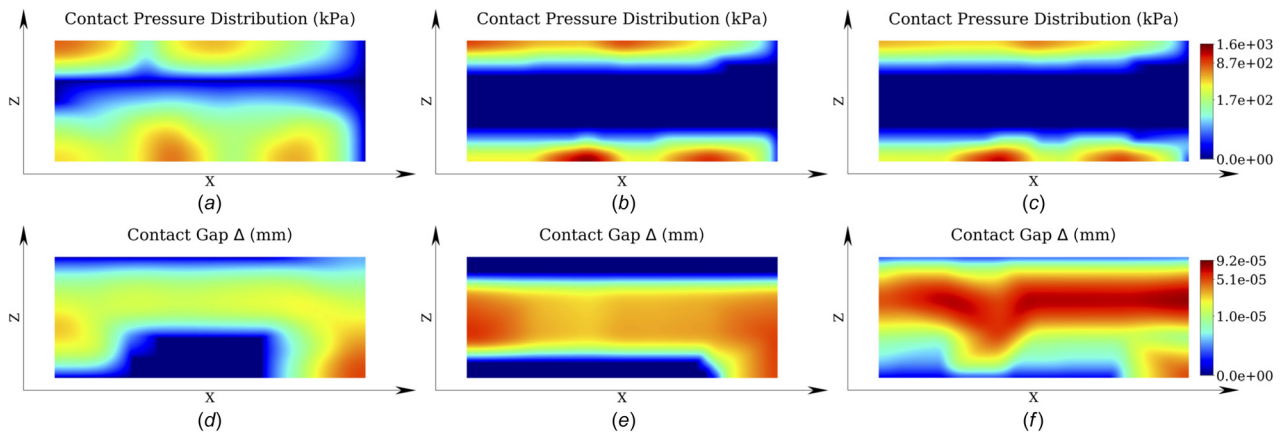 Contact Pressure Distribution (kPa)
Contact Pressure Distribution (kPa)
Contact Pressure Distribution (kPa)
Z
Z
Z
1.6e+03
8.7e+02
1.7e+02
0.0e+00
X
X
X
(a)
(b)
(c)
Contact Gap Δ (mm)
Contact Gap Δ (mm)
Contact Gap Δ (mm)
Z
Z
Z
9.2e-05
5.1e-05
1.0e-05
0.0e+00
X
X
X
(d)
(e)
(f)